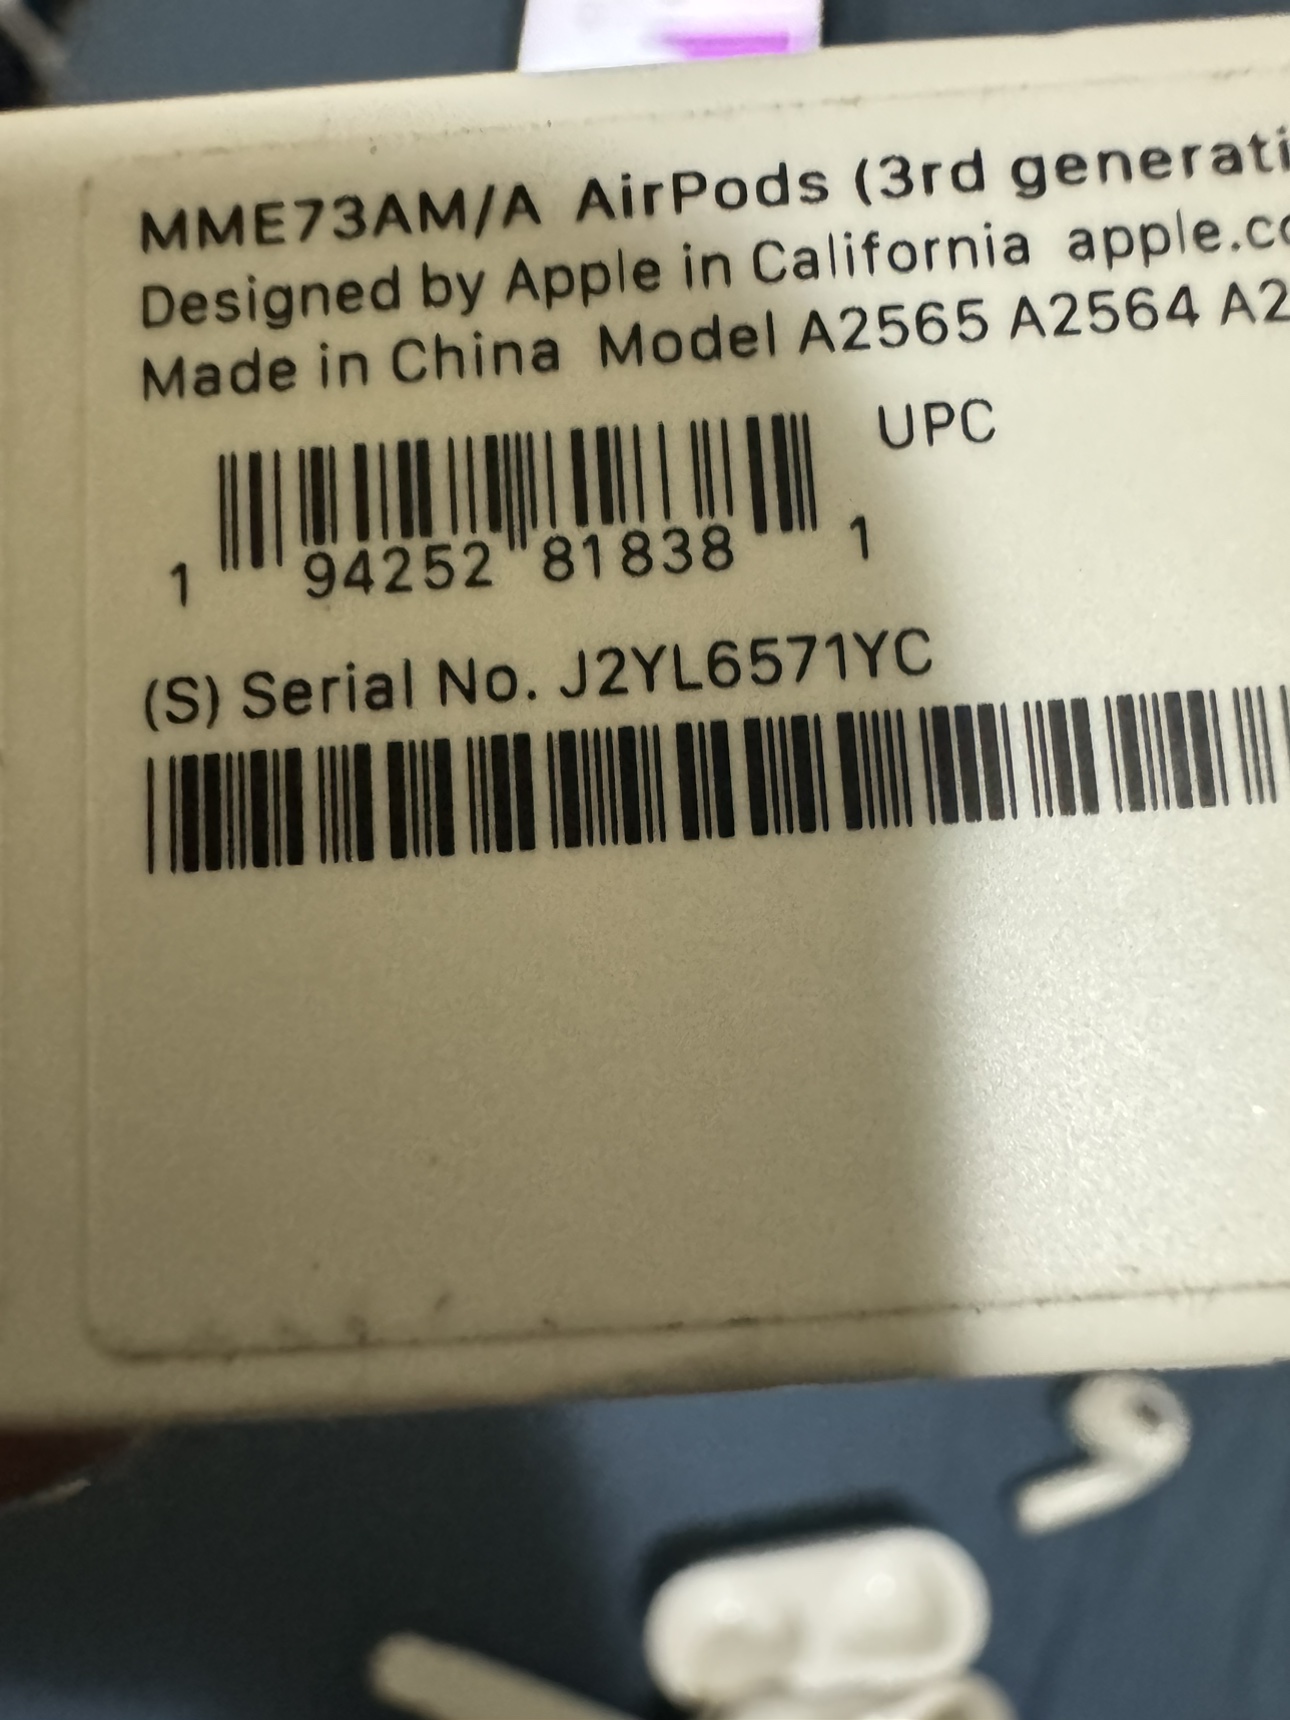 MME73AM/A AirPods (3rd generati
Designed by Apple in California apple.co
Made in China Model A2565 A2564 A2
UPC
1 94252 81838 1
(S) Serial No. J2YL6571YC